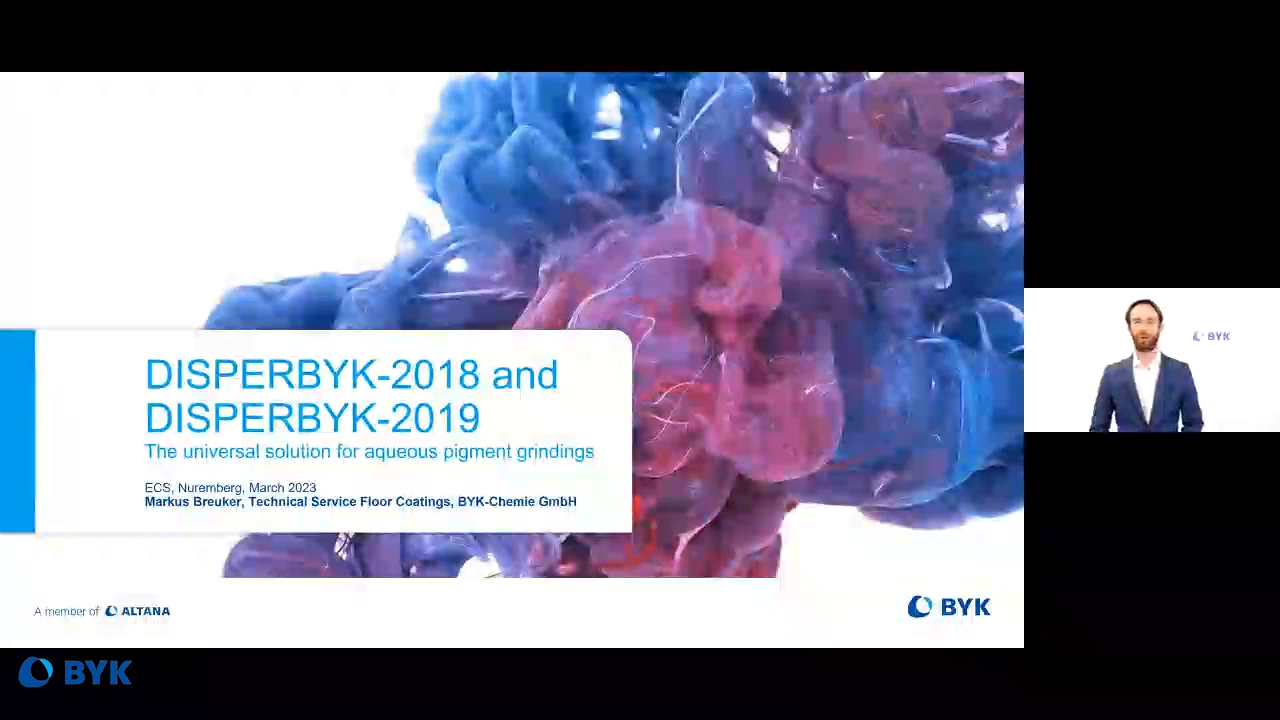 DISPERBYK-2018 and
DISPERBYK-2019
The universal solution for aqueous pigment grindings
ECS, Nuremberg, March 2023
Markus Breuker, Technical Service Floor Coatings, BYK-Chemie GmbH
A member of ALTANA
BYK
BYK
BYK